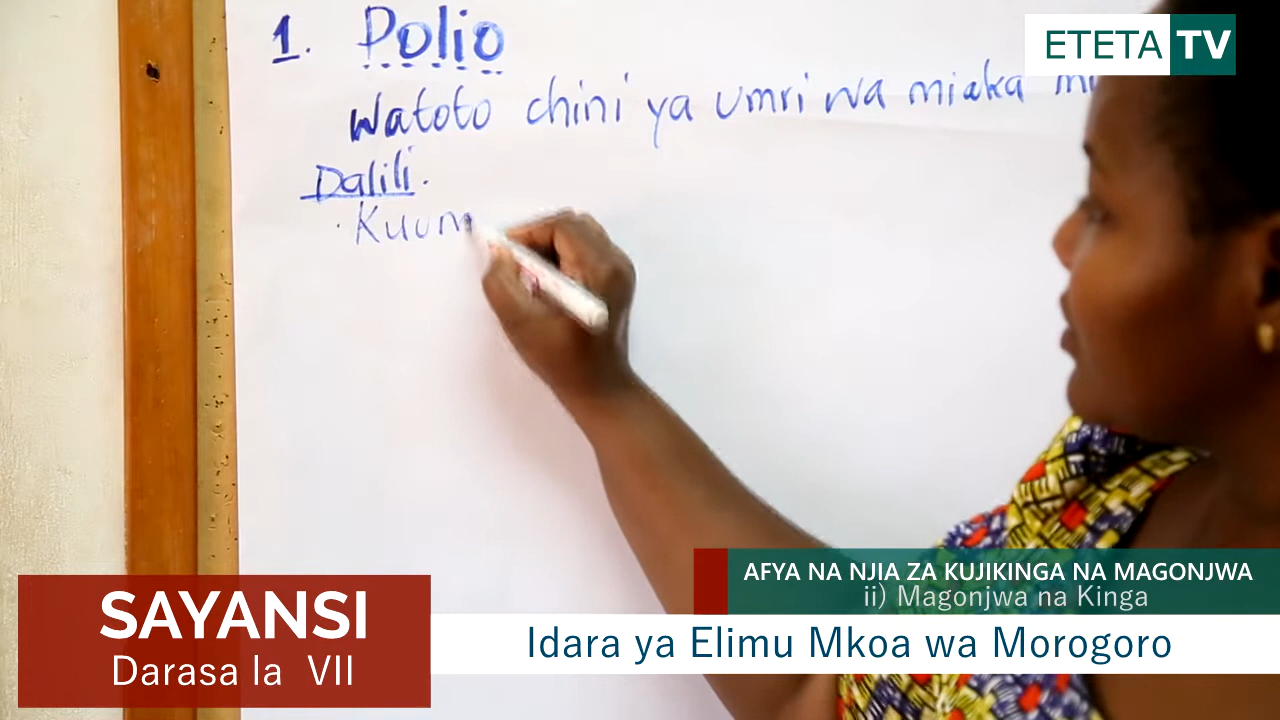 1. Polio
Watoto chini ya umri wa miaka
Dalili.
. Kuum
ETETA TV
AFYA NA NJIA ZA KUJIKINGA NA MAGONJWA
ii) Magonjwa na Kinga
SAYANSI
Darasa la VII
Idara ya Elimu Mkoa wa Morogoro